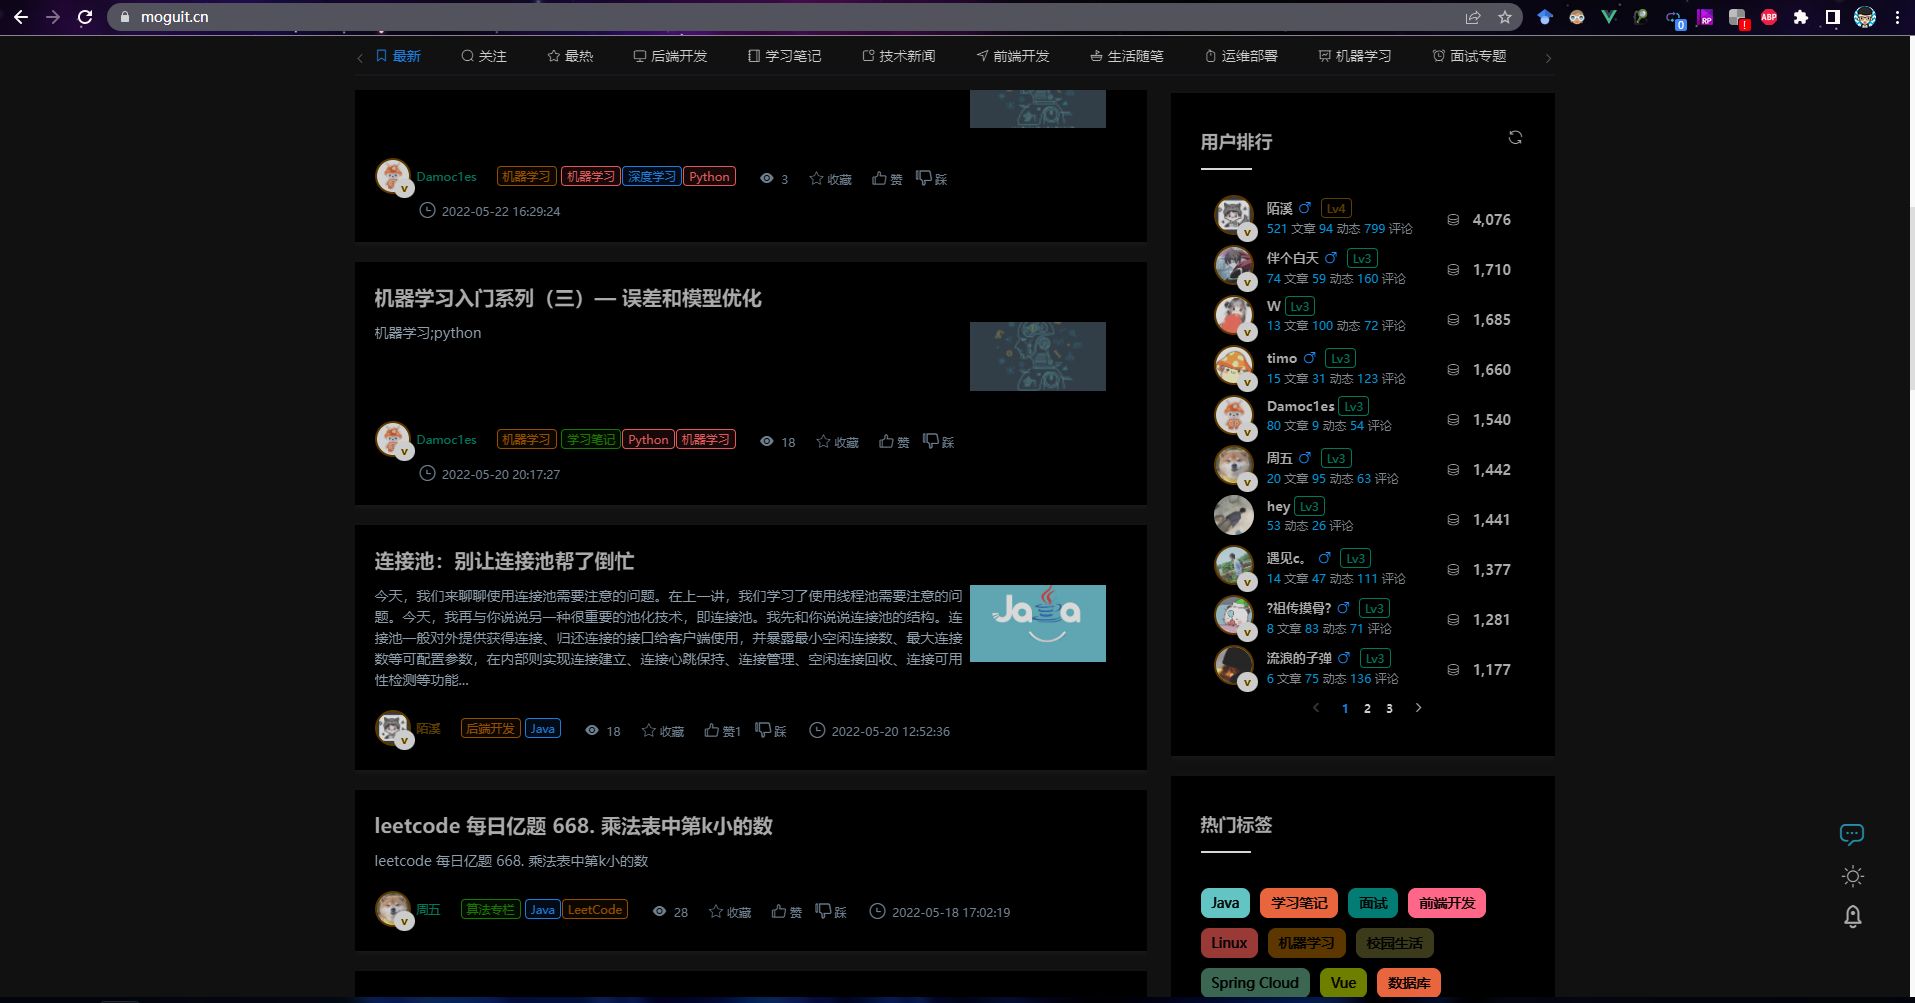 moguit.cn
最新 关注 最热 后端开发 学习笔记 技术新闻 前端开发 生活随笔 运维部署 机器学习 面试专题
Damoc1es 机器学习 机器学习 深度学习 Python 3 收藏 赞 踩
2022-05-22 16:29:24
机器学习入门系列（三）— 误差和模型优化
机器学习;python
Damoc1es 机器学习 学习笔记 Python 机器学习 18 收藏 赞 踩
2022-05-20 20:17:27
连接池：别让连接池帮了倒忙
今天，我们来聊聊使用连接池需要注意的问题。在上一讲，我们学习了使用线程池需要注意的问
题。今天，我再与你说说另一种很重要的池化技术，即连接池。我先和你说说连接池的结构。连
接池一般对外提供获得连接、归还连接的接口给客户端使用，并暴露最小空闲连接数、最大连接
数等可配置参数，在内部则实现连接建立、连接心跳保持、连接管理、空闲连接回收、连接可用
性检测等功能...
Java
陌溪 后端开发 Java 18 收藏 赞1 踩 2022-05-20 12:52:36
leetcode 每日亿题 668. 乘法表中第k小的数
leetcode 每日亿题 668. 乘法表中第k小的数
周五 算法专栏 Java LeetCode 28 收藏 赞 踩 2022-05-18 17:02:19
用户排行
陌溪 Lv4
521 文章 94 动态 799 评论 4,076
伴个白天 Lv3
74 文章 59 动态 160 评论 1,710
W Lv3
13 文章 100 动态 72 评论 1,685
timo Lv3
15 文章 31 动态 123 评论 1,660
Damoc1es Lv3
80 文章 9 动态 54 评论 1,540
周五 Lv3
20 文章 95 动态 63 评论 1,442
hey Lv3
53 动态 26 评论 1,441
遇见c。 Lv3
14 文章 47 动态 111 评论 1,377
?祖传摸骨? Lv3
8 文章 83 动态 71 评论 1,281
流浪的子弹 Lv3
6 文章 75 动态 136 评论 1,177
1 2 3
热门标签
Java 学习笔记 面试 前端开发
Linux 机器学习 校园生活
Spring Cloud Vue 数据库
RP
ABP
0